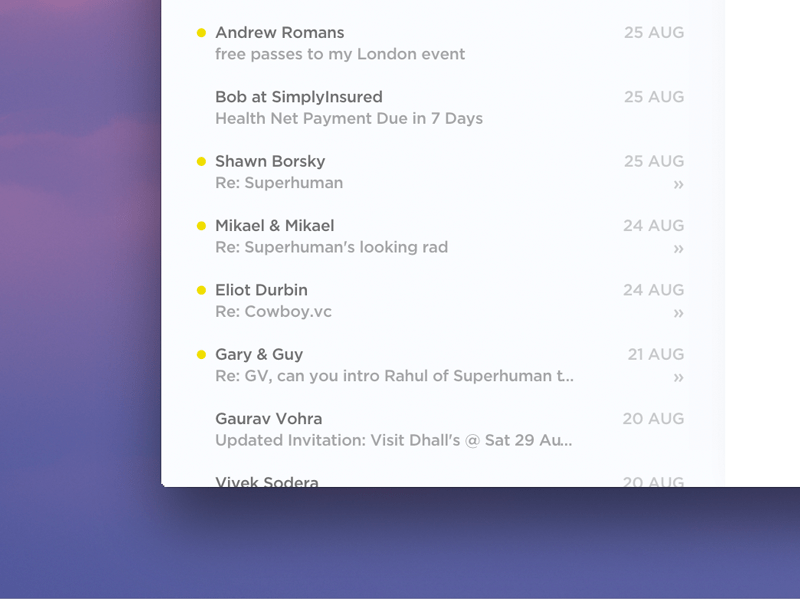 Andrew Romans 25 AUG
free passes to my London event
Bob at SimplyInsured 25 AUG
Health Net Payment Due in 7 Days
Shawn Borsky 25 AUG
Re: Superhuman »
Mikael & Mikael 24 AUG
Re: Superhuman's looking rad »
Eliot Durbin 24 AUG
Re: Cowboy.vc »
Gary & Guy 21 AUG
Re: GV, can you intro Rahul of Superhuman t... »
Gaurav Vohra 20 AUG
Updated Invitation: Visit Dhall's @ Sat 29 Au...
Vivek Sodera 20 AUG